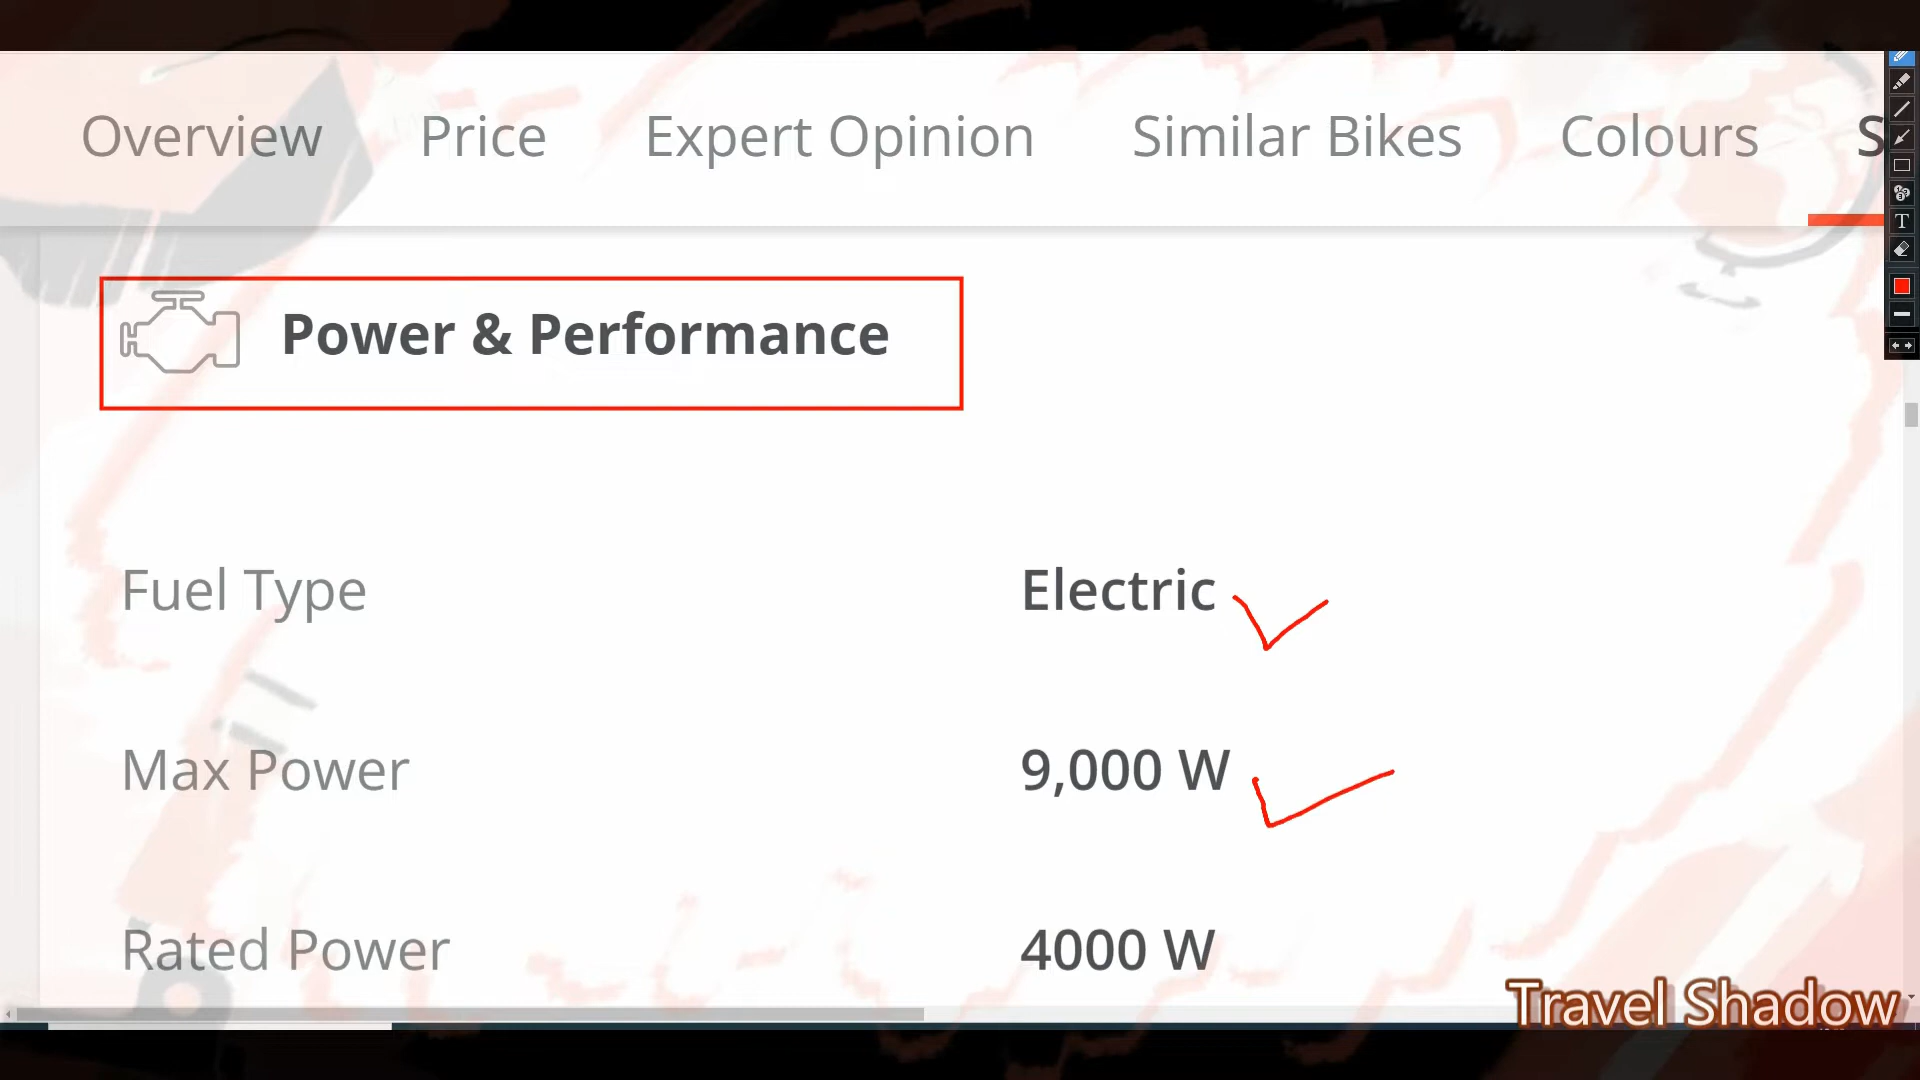 Overview Price Expert Opinion Similar Bikes Colours S
Power & Performance
Fuel Type Electric
Max Power 9,000 W
Rated Power 4000 W
Travel Shadow